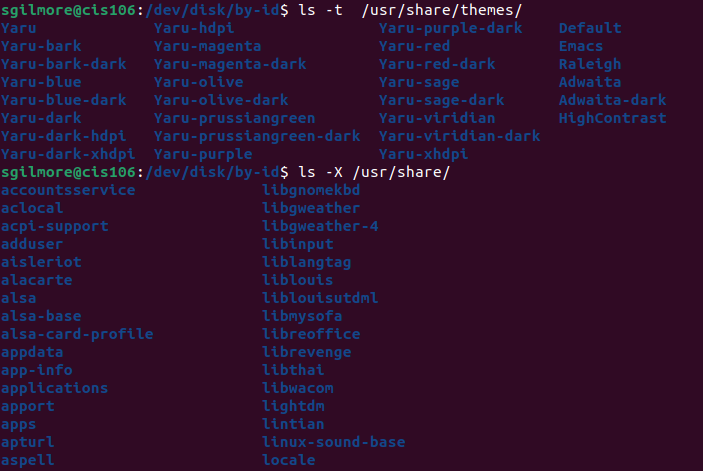 sgilmore@cis106:/dev/disk/by-id$ ls -t  /usr/share/themes/
Yaru Yaru-hdpi Yaru-purple-dark Default
Yaru-bark Yaru-magenta Yaru-red Emacs
Yaru-bark-dark Yaru-magenta-dark Yaru-red-dark Raleigh
Yaru-blue Yaru-olive Yaru-sage Adwaita
Yaru-blue-dark Yaru-olive-dark Yaru-sage-dark Adwaita-dark
Yaru-dark Yaru-prussiangreen Yaru-viridian HighContrast
Yaru-dark-hdpi Yaru-prussiangreen-dark Yaru-viridian-dark
Yaru-dark-xhdpi Yaru-purple Yaru-xhdpi
sgilmore@cis106:/dev/disk/by-id$ ls -X /usr/share/
accountsservice libgnomekbd
aclocal libgweather
acpi-support libgweather-4
adduser libinput
aisleriot liblangtag
alacarte liblouis
alsa liblouisutdml
alsa-base libmysofa
alsa-card-profile libreoffice
appdata librevenge
app-info libthai
applications libwacom
apport lightdm
apps lintian
apturl linux-sound-base
aspell locale